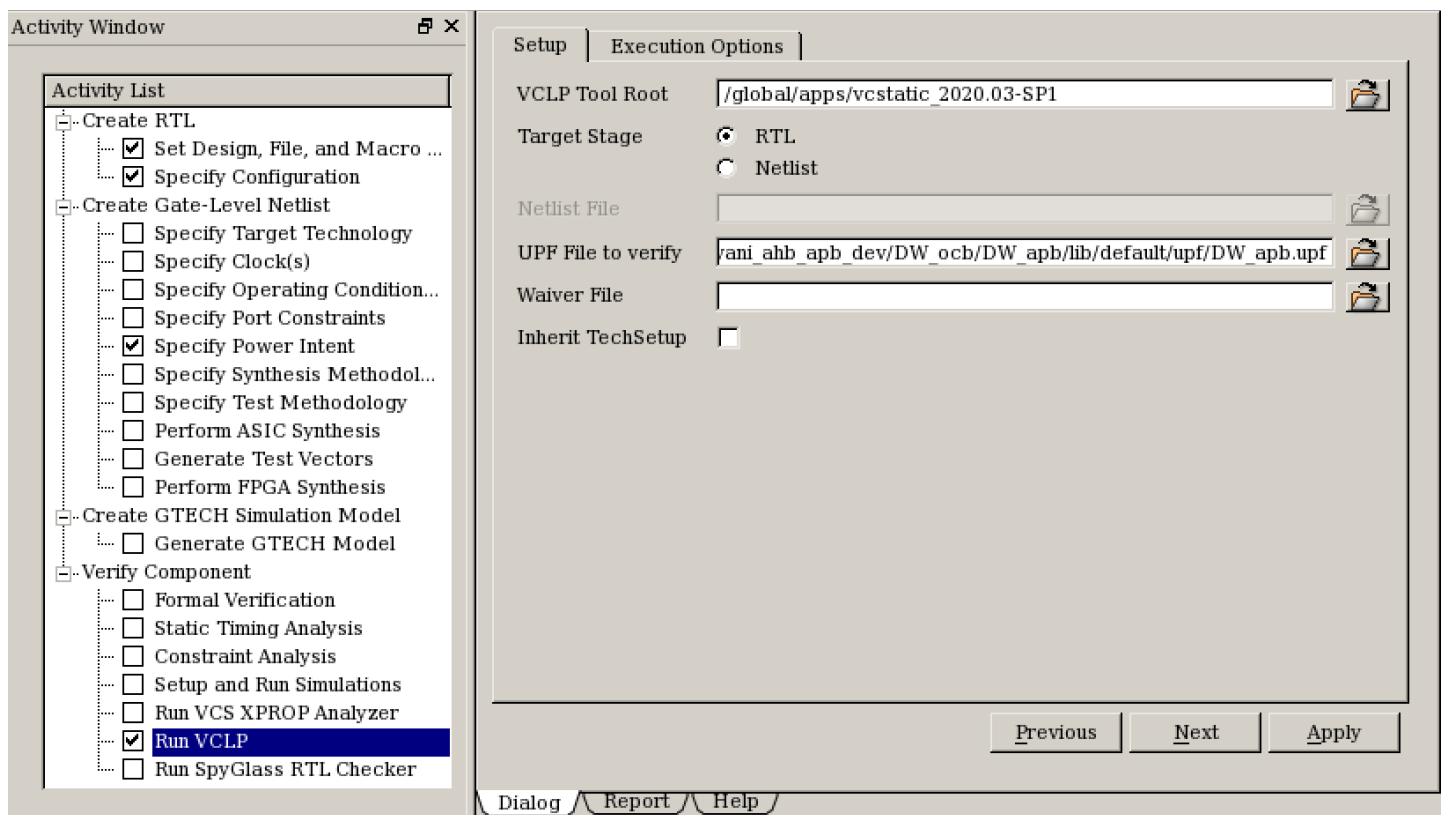 Activity Window
Activity List
Create RTL
Set Design, File, and Macro ...
Specify Configuration
Create Gate-Level Netlist
Specify Target Technology
Specify Clock(s)
Specify Operating Condition...
Specify Port Constraints
Specify Power Intent
Specify Synthesis Methodol...
Specify Test Methodology
Perform ASIC Synthesis
Generate Test Vectors
Perform FPGA Synthesis
Create GTECH Simulation Model
Generate GTECH Model
Verify Component
Formal Verification
Static Timing Analysis
Constraint Analysis
Setup and Run Simulations
Run VCS XPROP Analyzer
Run VCLP
Run SpyGlass RTL Checker
Setup Execution Options
VCLP Tool Root /global/apps/vcstatic_2020.03-SP1
Target Stage RTL
Netlist
Netlist File
UPF File to verify /ani_ahb_apb_dev/DW_ocb/DW_apb/lib/default/upf/DW_apb.upf
Waiver File
Inherit TechSetup
Previous Next Apply
Dialog Report Help